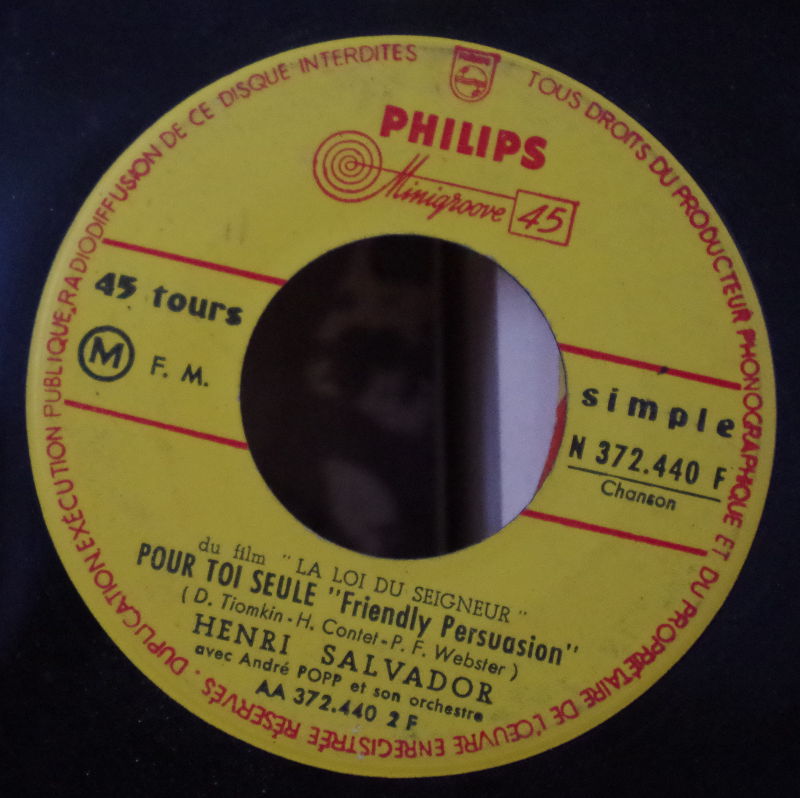 TOUS DROITS DU PRODUCTEUR PHONOGRAPHIQUE ET DU PROPRIÉTAIRE DE L'ŒUVRE ENREGISTRÉE RÉSERVÉS. DUPLICATION EXÉCUTION PUBLIQUE, RADIODIFFUSION DE CE DISQUE INTERDITES
PHILIPS
Minigroove 45
45 tours
M F. M.
simple
N 372.440 F
Chanson
du film "LA LOI DU SEIGNEUR"
POUR TOI SEULE "Friendly Persuasion"
(D. Tiomkin - H. Contet - P. F. Webster)
HENRI SALVADOR
avec André POPP et son orchestre
AA 372.440 2 F